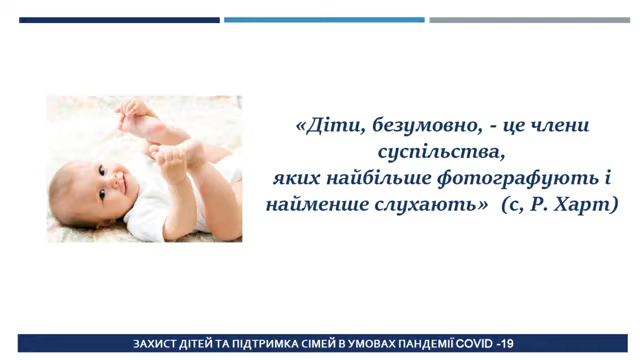 «Діти, безумовно, - це члени
суспільства,
яких найбільше фотографують і
найменше слухають» (с, Р. Харт)
ЗАХИСТ ДІТЕЙ ТА ПІДТРИМКА СІМЕЙ В УМОВАХ ПАНДЕМІЇ COVID -19